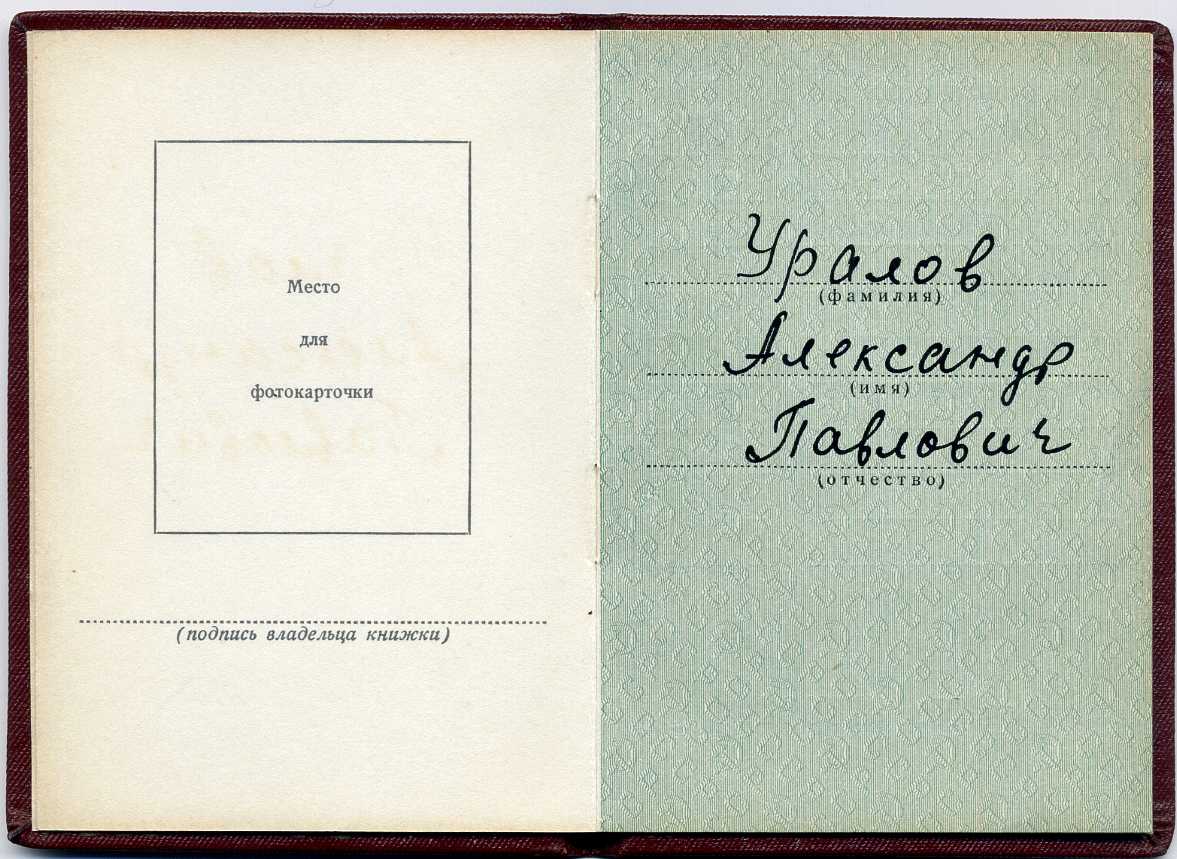 Место
для
фотокарточки
(подпись владельца книжки)
Уралов
(фамилия)
Александр
(имя)
Павлович
(отчество)